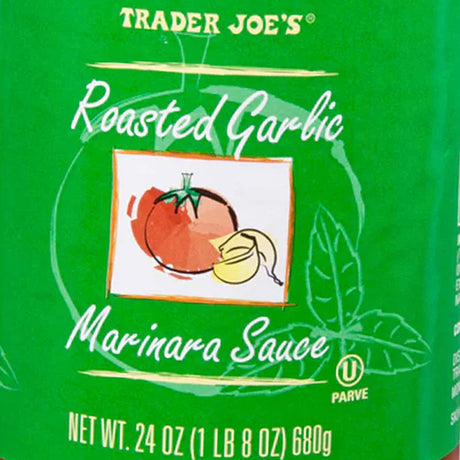 TRADER JOE'S®
Roasted Garlic
Marinara Sauce
U
PARVE
NET WT. 24 OZ (1 LB 8 OZ) 680g